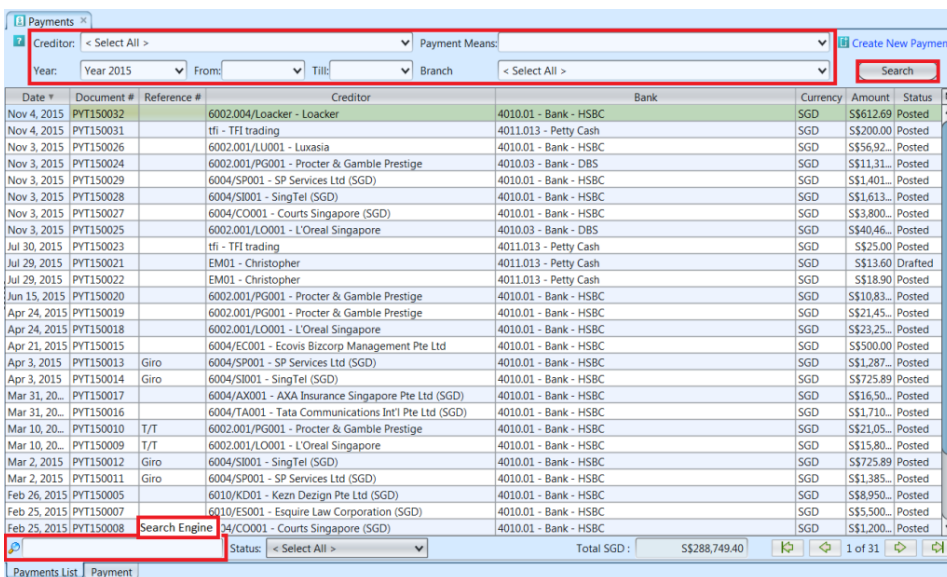 Payments
Creditor: < Select All > Payment Means: Create New Paymen
Year: Year 2015 From: Till: Branch < Select All > Search
Date Document # Reference # Creditor Bank Currency Amount Status
Nov 4, 2015 PYT150032 6002.004/Loacker - Loacker 4010.01 - Bank - HSBC SGD S$612.69 Posted
Nov 4, 2015 PYT150031 tfi - TFI trading 4011.013 - Petty Cash SGD S$200.00 Posted
Nov 3, 2015 PYT150026 6002.001/LU001 - Luxasia 4010.01 - Bank - HSBC SGD S$56,92... Posted
Nov 3, 2015 PYT150024 6002.001/PG001 - Procter & Gamble Prestige 4010.03 - Bank - DBS SGD S$11,31... Posted
Nov 3, 2015 PYT150029 6004/SP001 - SP Services Ltd (SGD) 4010.01 - Bank - HSBC SGD S$1,401... Posted
Nov 3, 2015 PYT150028 6004/SI001 - SingTel (SGD) 4010.01 - Bank - HSBC SGD S$1,613... Posted
Nov 3, 2015 PYT150027 6004/CO001 - Courts Singapore (SGD) 4010.01 - Bank - HSBC SGD S$3,800... Posted
Nov 3, 2015 PYT150025 6002.001/LO001 - L'Oreal Singapore 4010.03 - Bank - DBS SGD S$40,46... Posted
Jul 30, 2015 PYT150023 tfi - TFI trading 4011.013 - Petty Cash SGD S$25.00 Posted
Jul 29, 2015 PYT150021 EM01 - Christopher 4011.013 - Petty Cash SGD S$13.60 Drafted
Jul 29, 2015 PYT150022 EM01 - Christopher 4011.013 - Petty Cash SGD S$18.90 Posted
Jun 15, 2015 PYT150020 6002.001/PG001 - Procter & Gamble Prestige 4010.01 - Bank - HSBC SGD S$10,83... Posted
Apr 24, 2015 PYT150019 6002.001/PG001 - Procter & Gamble Prestige 4010.01 - Bank - HSBC SGD S$21,45... Posted
Apr 24, 2015 PYT150018 6002.001/LO001 - L'Oreal Singapore 4010.01 - Bank - HSBC SGD S$23,25... Posted
Apr 21, 2015 PYT150015 6004/EC001 - Ecovis Bizcorp Management Pte Ltd 4010.01 - Bank - HSBC SGD S$500.00 Posted
Apr 3, 2015 PYT150013 Giro 6004/SP001 - SP Services Ltd (SGD) 4010.01 - Bank - HSBC SGD S$1,287... Posted
Apr 3, 2015 PYT150014 Giro 6004/SI001 - SingTel (SGD) 4010.01 - Bank - HSBC SGD S$725.89 Posted
Mar 31, 20... PYT150017 6004/AX001 - AXA Insurance Singapore Pte Ltd (SGD) 4010.01 - Bank - HSBC SGD S$16,50... Posted
Mar 31, 20... PYT150016 6004/TA001 - Tata Communications Int'l Pte Ltd (SGD) 4010.01 - Bank - HSBC SGD S$1,710... Posted
Mar 10, 20... PYT150010 T/T 6002.001/PG001 - Procter & Gamble Prestige 4010.01 - Bank - HSBC SGD S$21,05... Posted
Mar 10, 20... PYT150009 T/T 6002.001/LO001 - L'Oreal Singapore 4010.01 - Bank - HSBC SGD S$15,80... Posted
Mar 2, 2015 PYT150012 Giro 6004/SI001 - SingTel (SGD) 4010.01 - Bank - HSBC SGD S$725.89 Posted
Mar 2, 2015 PYT150011 Giro 6004/SP001 - SP Services Ltd (SGD) 4010.01 - Bank - HSBC SGD S$1,385... Posted
Feb 26, 2015 PYT150005 6010/KD01 - Kezn Dezign Pte Ltd (SGD) 4010.01 - Bank - HSBC SGD S$8,950... Posted
Feb 25, 2015 PYT150007 6010/ES001 - Esquire Law Corporation (SGD) 4010.01 - Bank - HSBC SGD S$5,500... Posted
Feb 25, 2015 PYT150008 Search Engine 04/CO001 - Courts Singapore (SGD) 4010.01 - Bank - HSBC SGD S$1,200... Posted
Status: < Select All > Total SGD : S$288,749.40 1 of 31
Payments List Payment